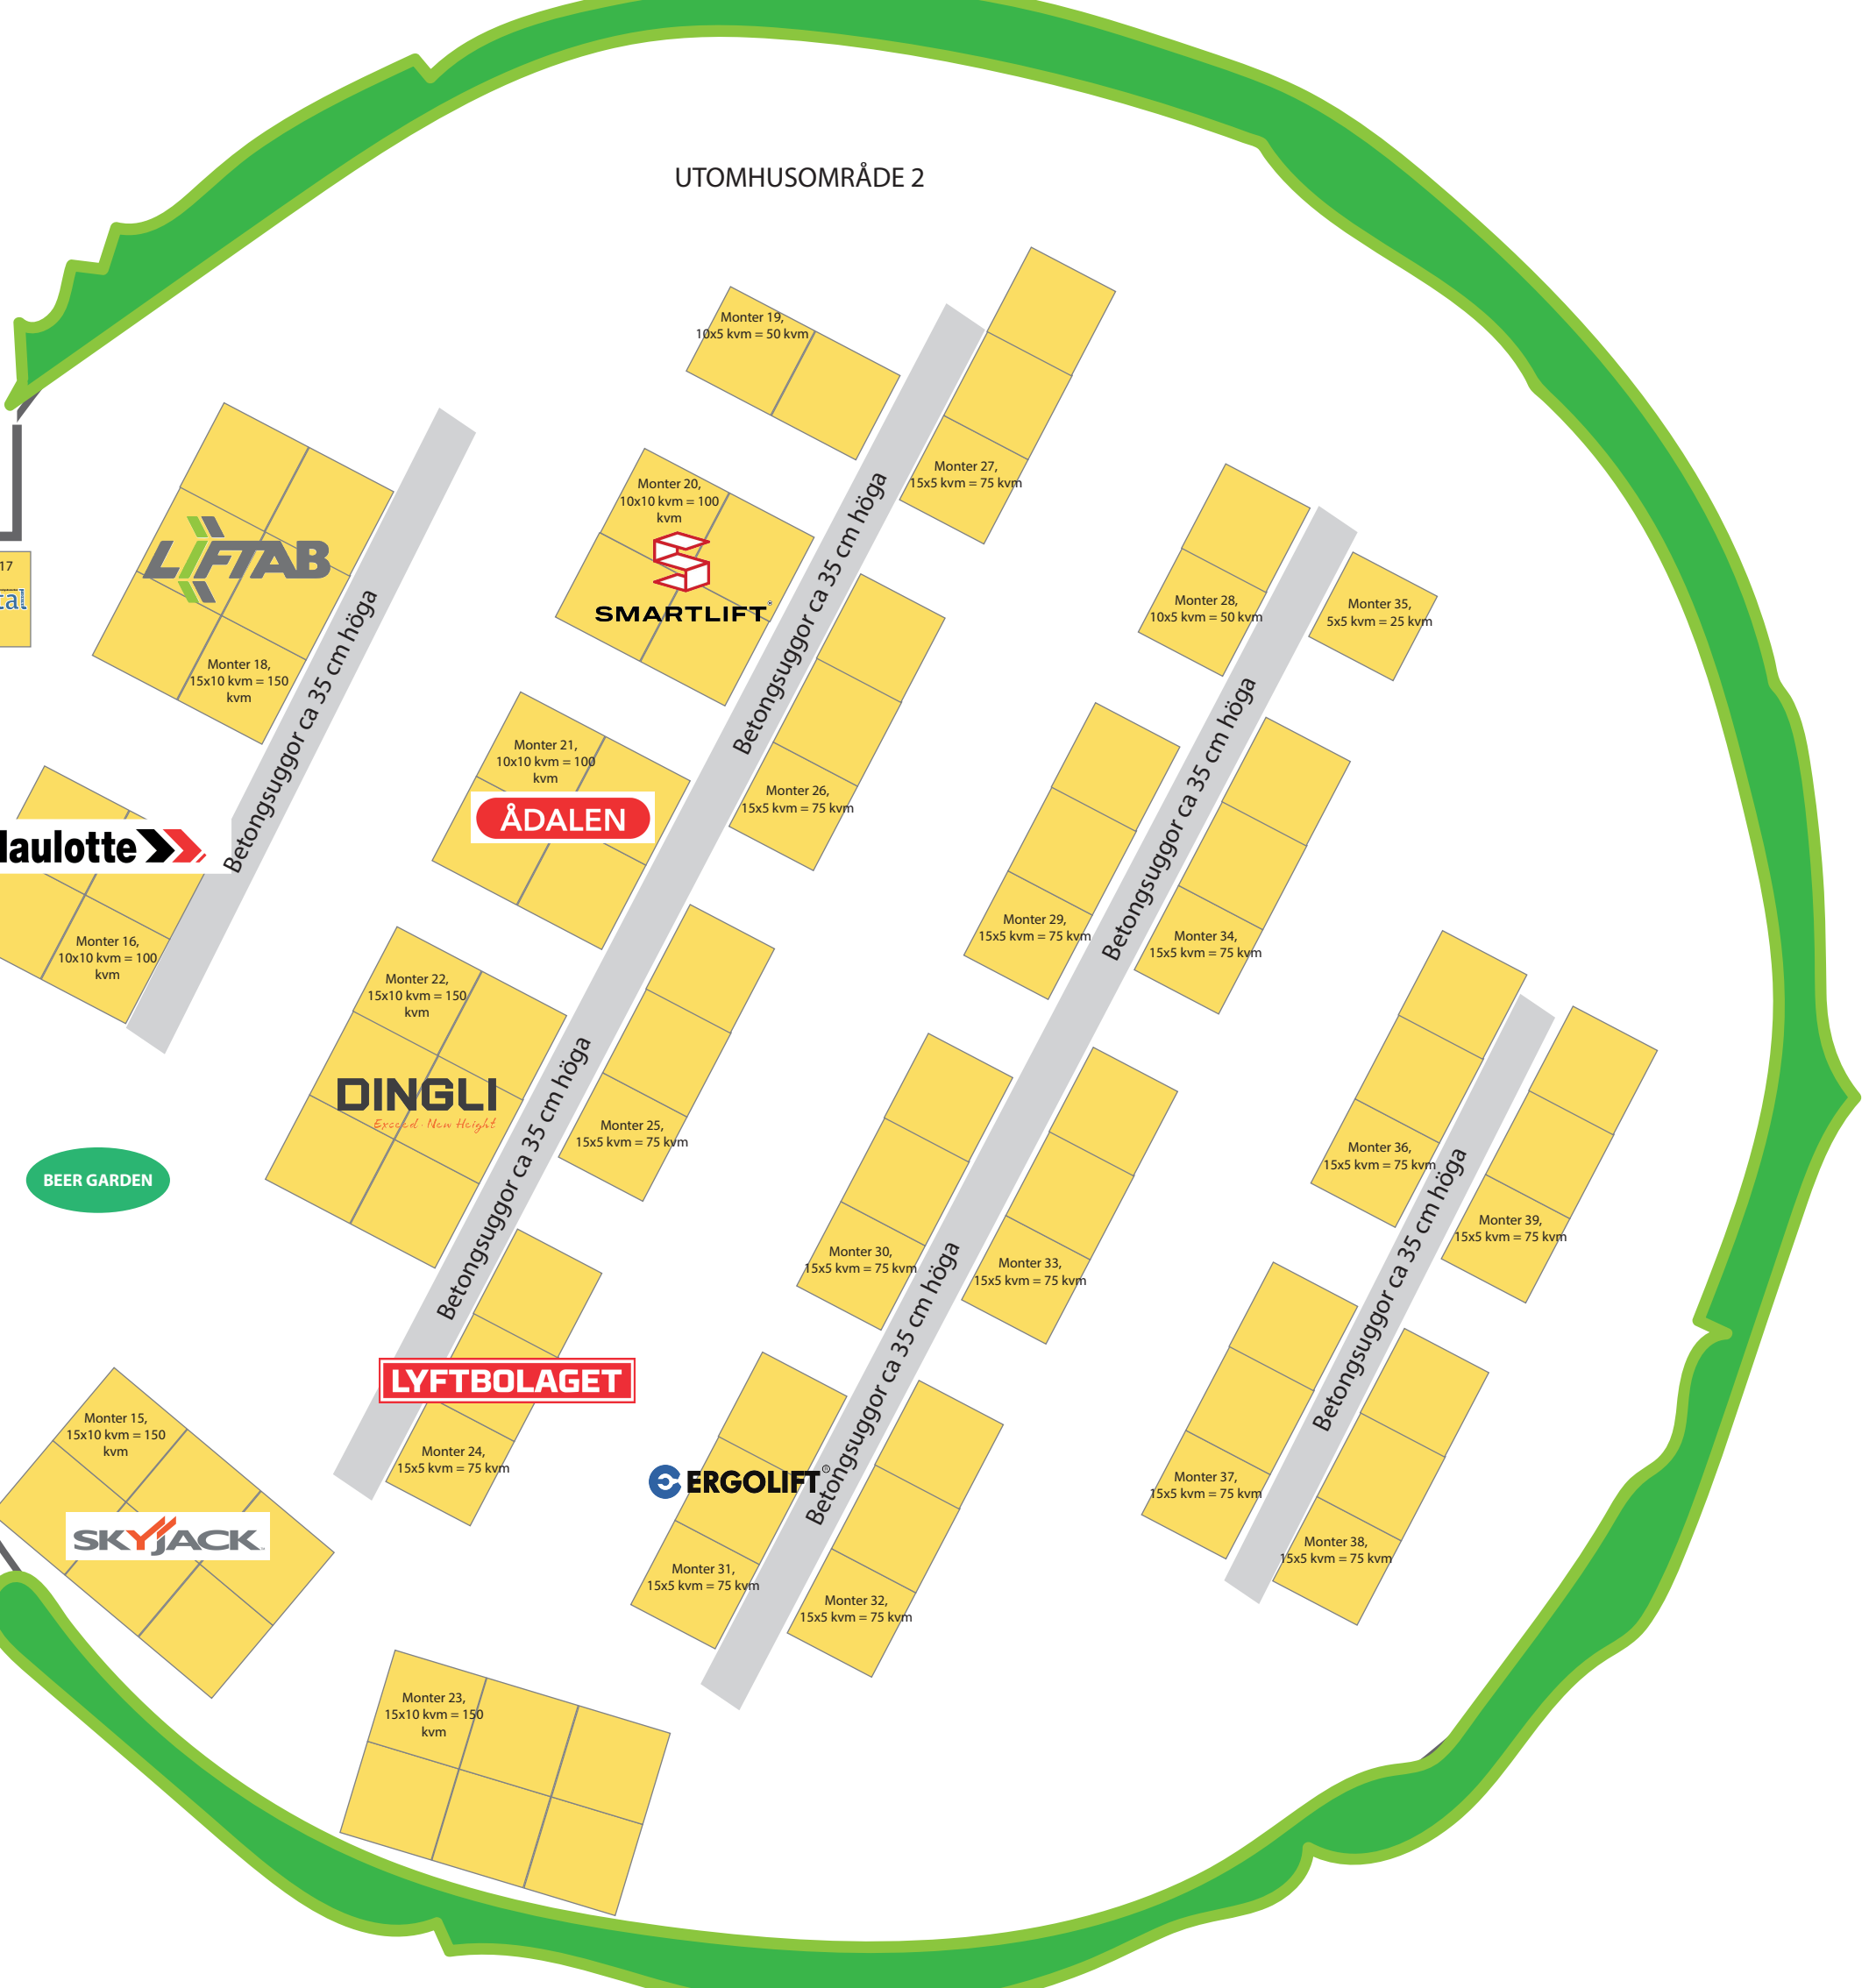 UTOMHUSOMRÅDE 2
Monter 19,
10x5 kvm = 50 kvm
Monter 27,
15x5 kvm = 75 kvm
Monter 20,
10x10 kvm = 100
kvm
SMARTLIFT
Betongsuggor ca 35 cm höga
LIFTAB
Monter 18,
15x10 kvm = 150
kvm
Betongsuggor ca 35 cm höga
17
tal
Monter 28,
10x5 kvm = 50 kvm
Monter 35,
5x5 kvm = 25 kvm
Monter 21,
10x10 kvm = 100
kvm
ÅDALEN
Monter 26,
15x5 kvm = 75 kvm
Betongsuggor ca 35 cm höga
Haulotte
Monter 16,
10x10 kvm = 100
kvm
Monter 29,
15x5 kvm = 75 kvm
Monter 34,
15x5 kvm = 75 kvm
Monter 22,
15x10 kvm = 150
kvm
DINGLI
Exceed · New Height
Monter 25,
15x5 kvm = 75 kvm
Betongsuggor ca 35 cm höga
BEER GARDEN
Monter 36,
15x5 kvm = 75 kvm
Monter 39,
15x5 kvm = 75 kvm
Betongsuggor ca 35 cm höga
Monter 30,
15x5 kvm = 75 kvm
Monter 33,
15x5 kvm = 75 kvm
Betongsuggor ca 35 cm höga
LYFTBOLAGET
Monter 24,
15x5 kvm = 75 kvm
Monter 15,
15x10 kvm = 150
kvm
SKYJACK
ERGOLIFT®
Monter 31,
15x5 kvm = 75 kvm
Monter 32,
15x5 kvm = 75 kvm
Monter 37,
15x5 kvm = 75 kvm
Monter 38,
15x5 kvm = 75 kvm
Monter 23,
15x10 kvm = 150
kvm